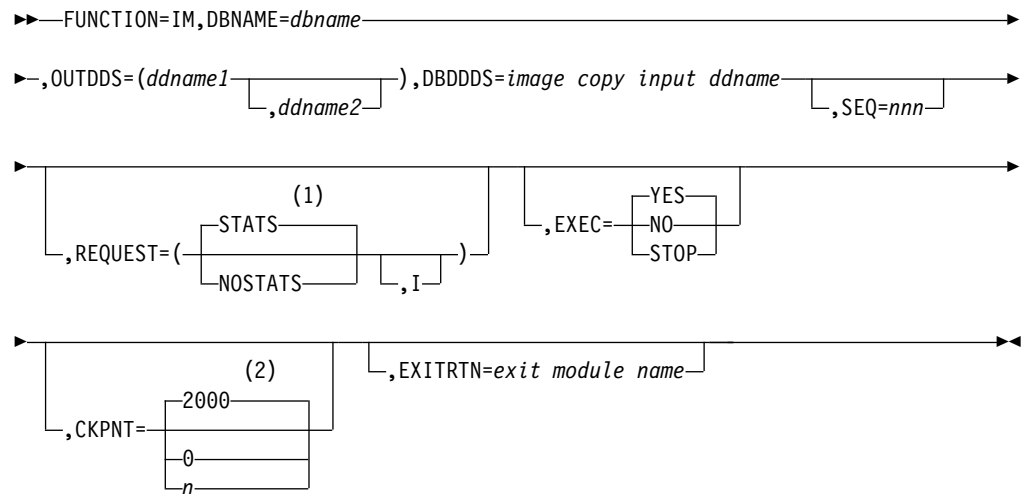 FUNCTION=IM,DBNAME=dbname
,OUTDDS=(ddname1 ),DBDDDS=image copy input ddname
,ddname2 ,SEQ=nnn
(1) YES
STATS ,EXEC= NO
,REQUEST=( ) STOP
NOSTATS ,I
(2) ,EXITRTN=exit module name
2000
,CKPNT=
0
n